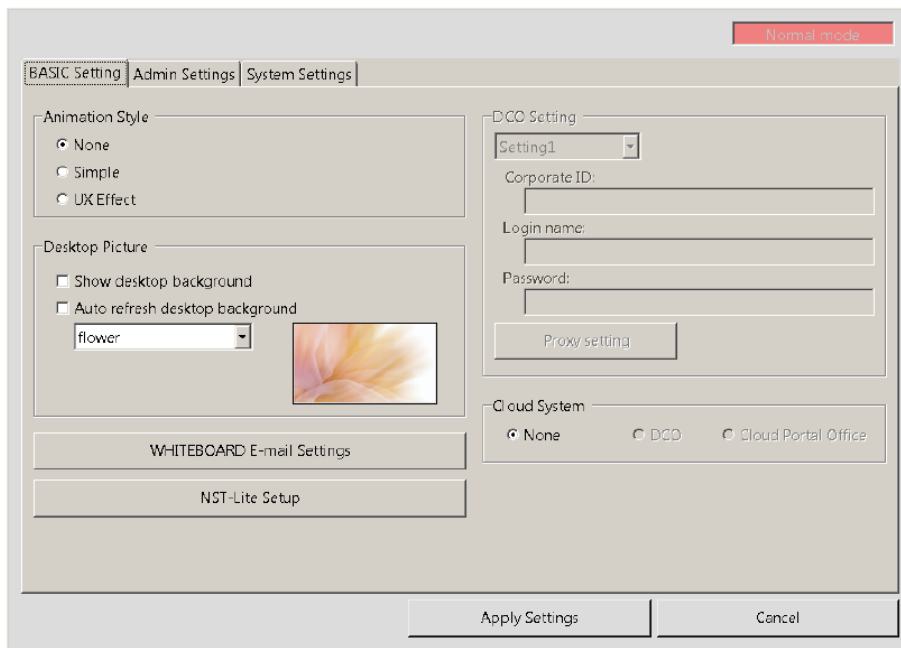 Normal mode
BASIC Setting Admin Settings System Settings
Animation Style
None
Simple
UX Effect
Desktop Picture
Show desktop background
Auto refresh desktop background
flower
WHITEBOARD E-mail Settings
NST-Lite Setup
DCO Setting
Setting1
Corporate ID:
Login name:
Password:
Proxy setting
Cloud System
None DCO Cloud Portal Office
Apply Settings Cancel